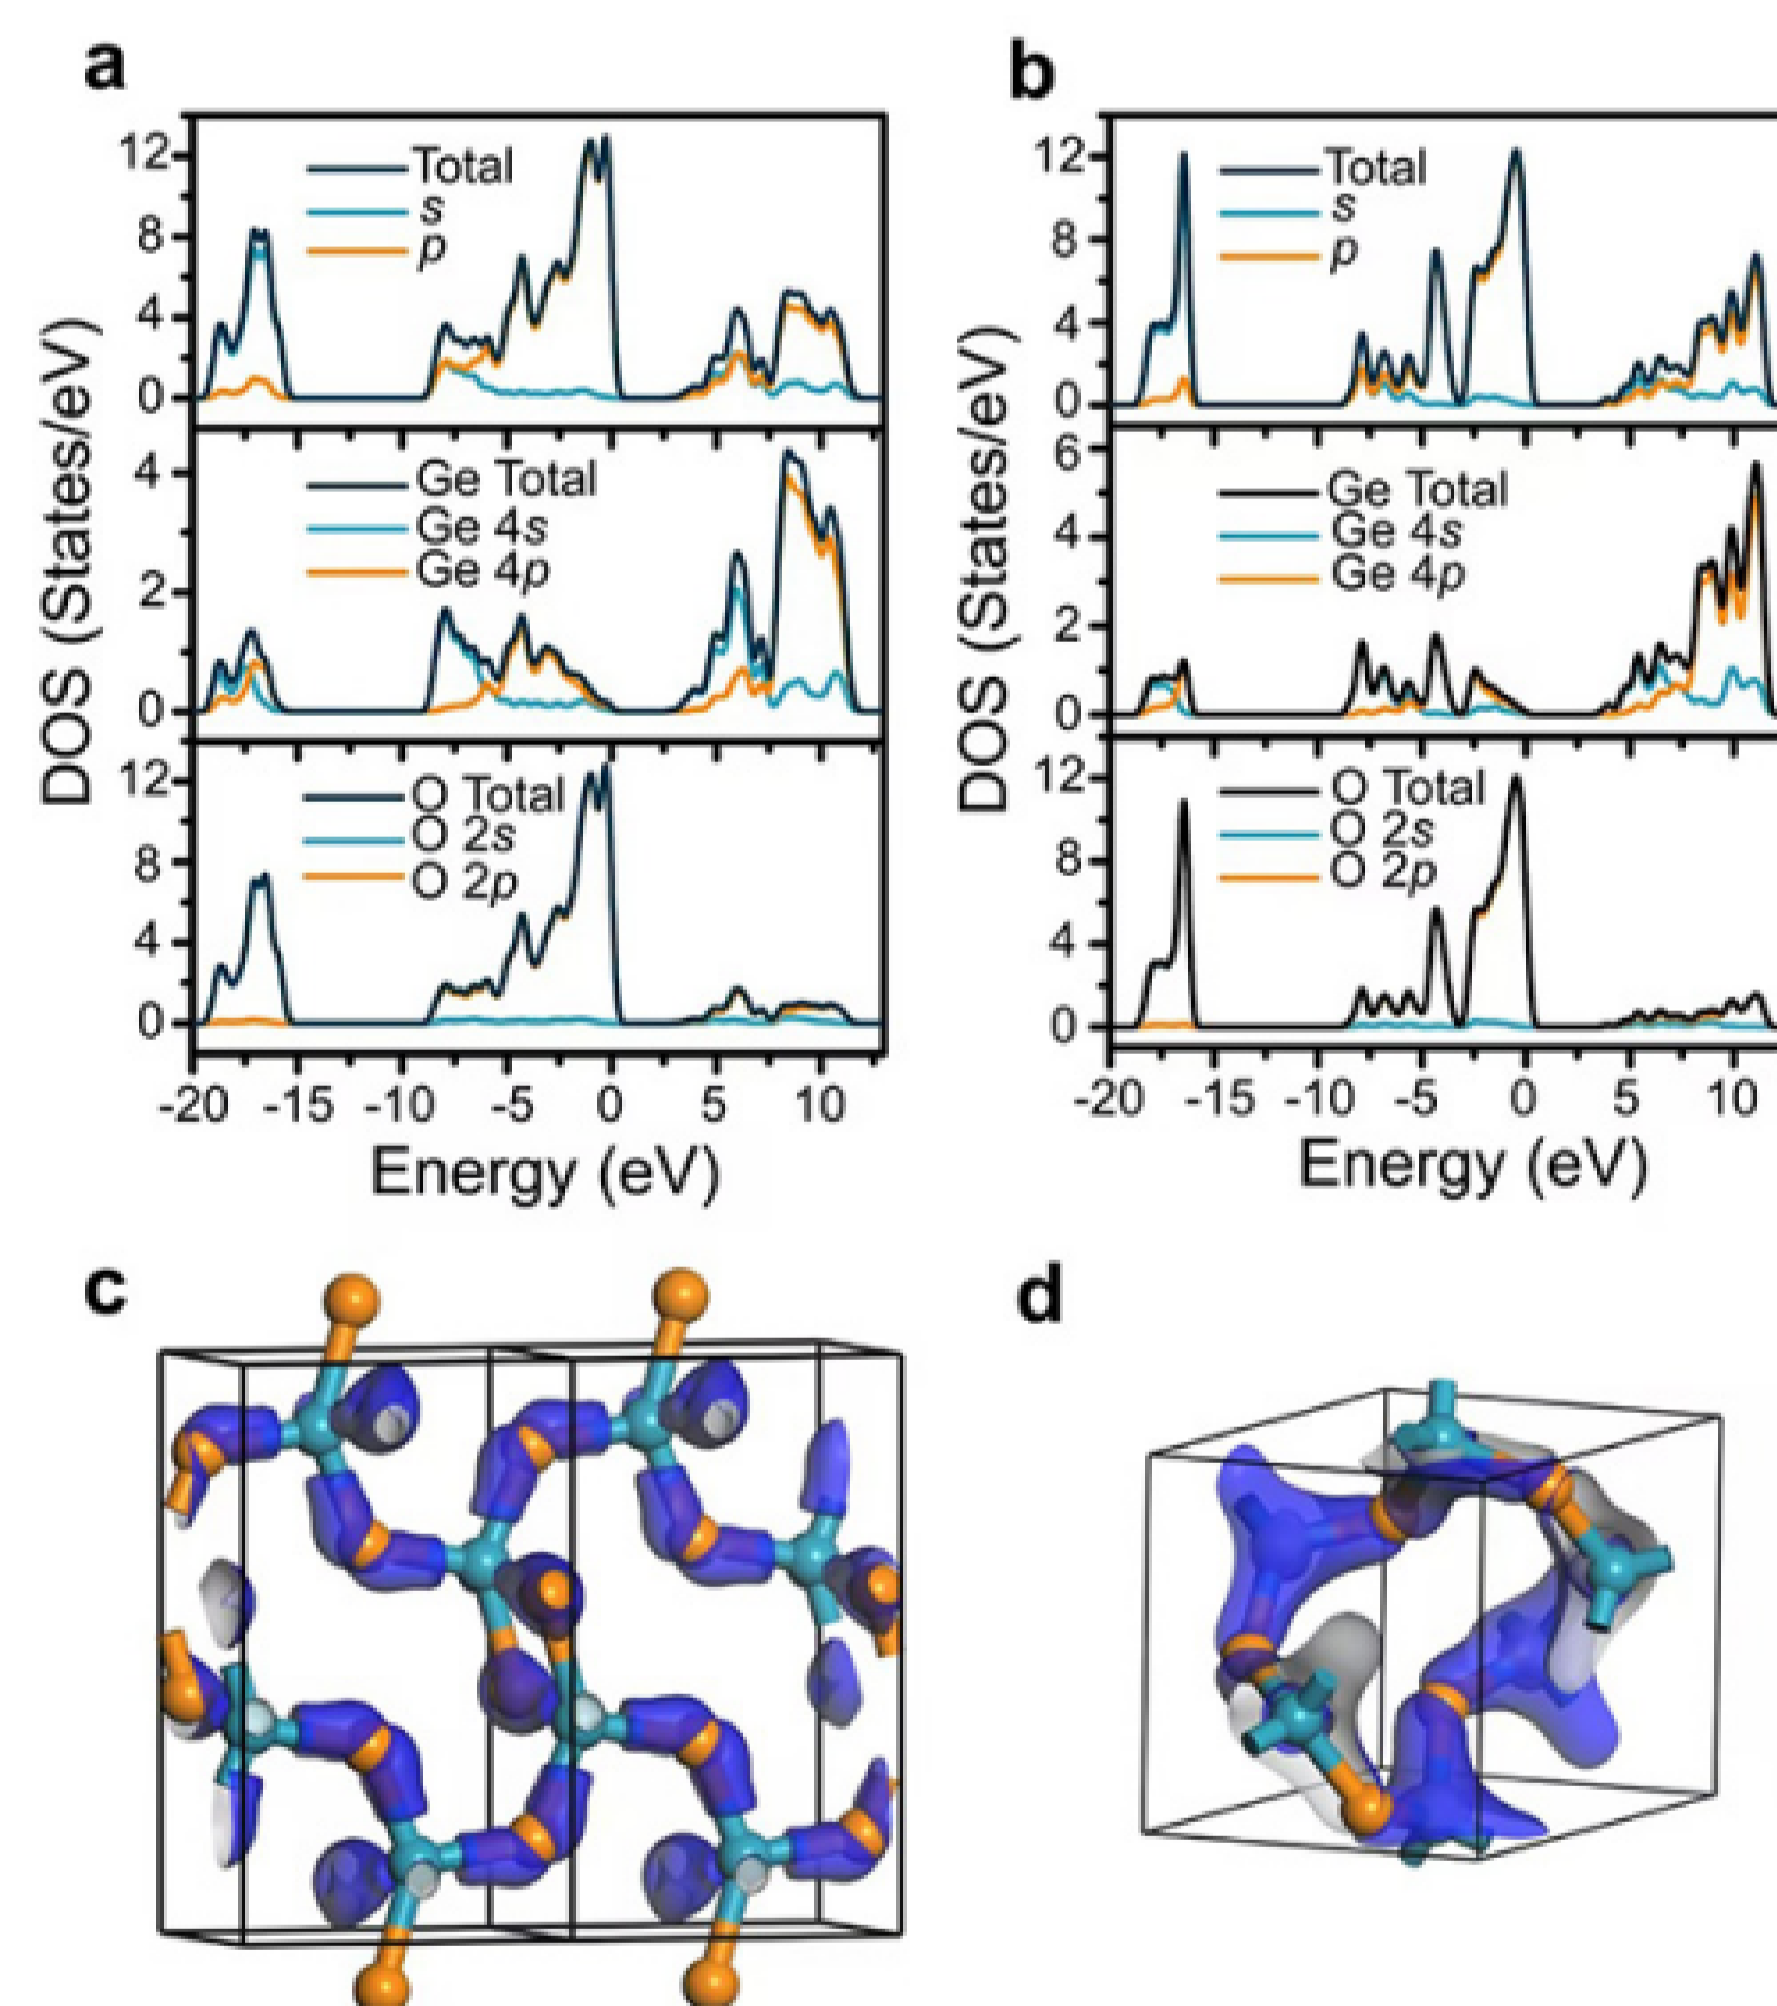 a
12
8
4
0
Total
s
p
4
2
0
Ge Total
Ge 4s
Ge 4p
12
8
4
0
O Total
O 2s
O 2p
DOS (States/eV)
-20 -15 -10 -5 0 5 10
Energy (eV)
b
12
8
4
0
Total
s
p
6
4
2
0
Ge Total
Ge 4s
Ge 4p
12
8
4
0
O Total
O 2s
O 2p
DOS (States/eV)
-20 -15 -10 -5 0 5 10
Energy (eV)
c
d